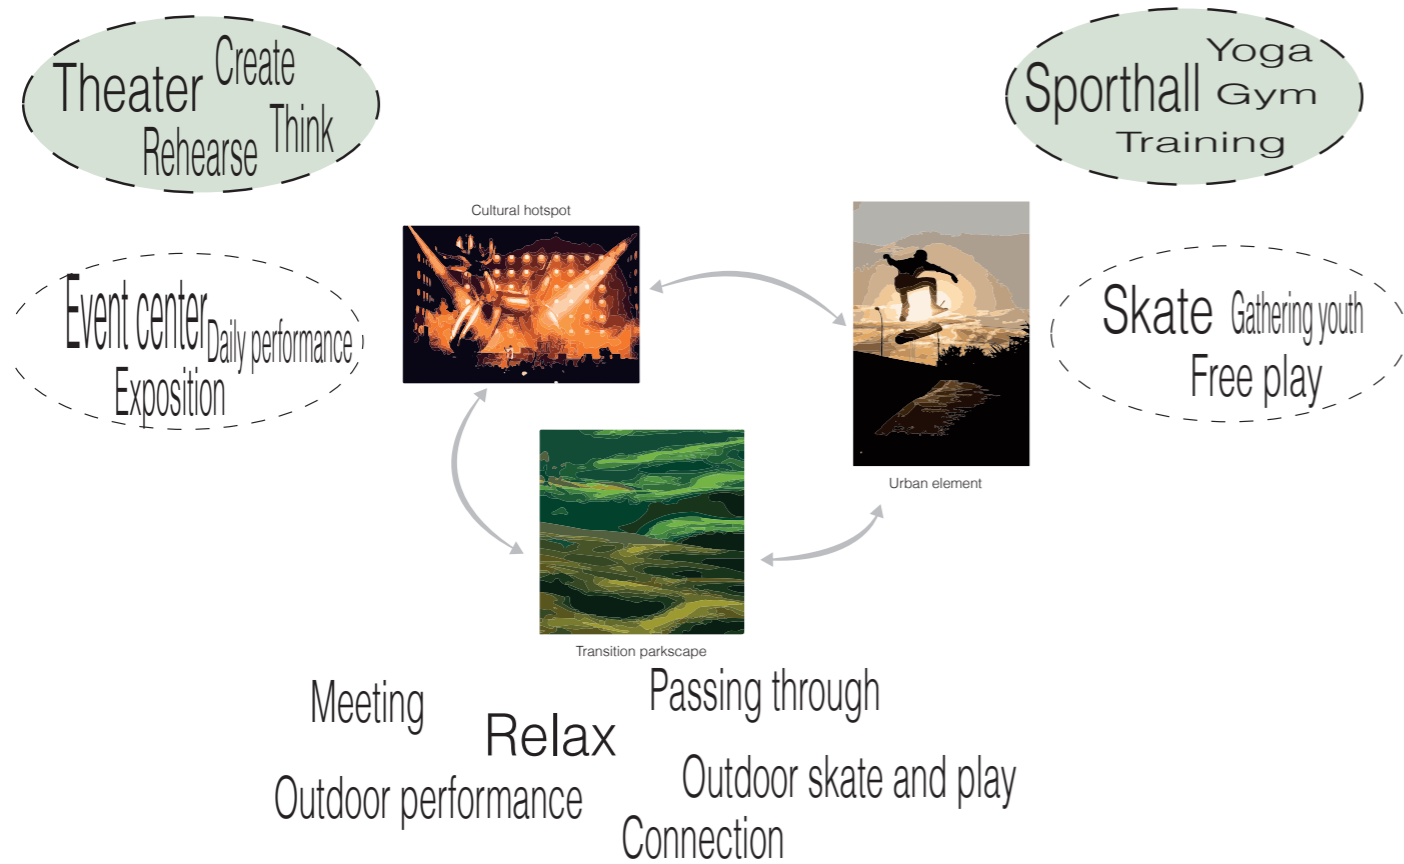 Theater
Create
Think
Rehearse
Sporthall
Yoga
Gym
Training
Cultural hotspot
Event center
Daily performance
Exposition
Skate
Gathering youth
Free play
Urban element
Transition parkscape
Meeting
Passing through
Relax
Outdoor performance
Outdoor skate and play
Connection